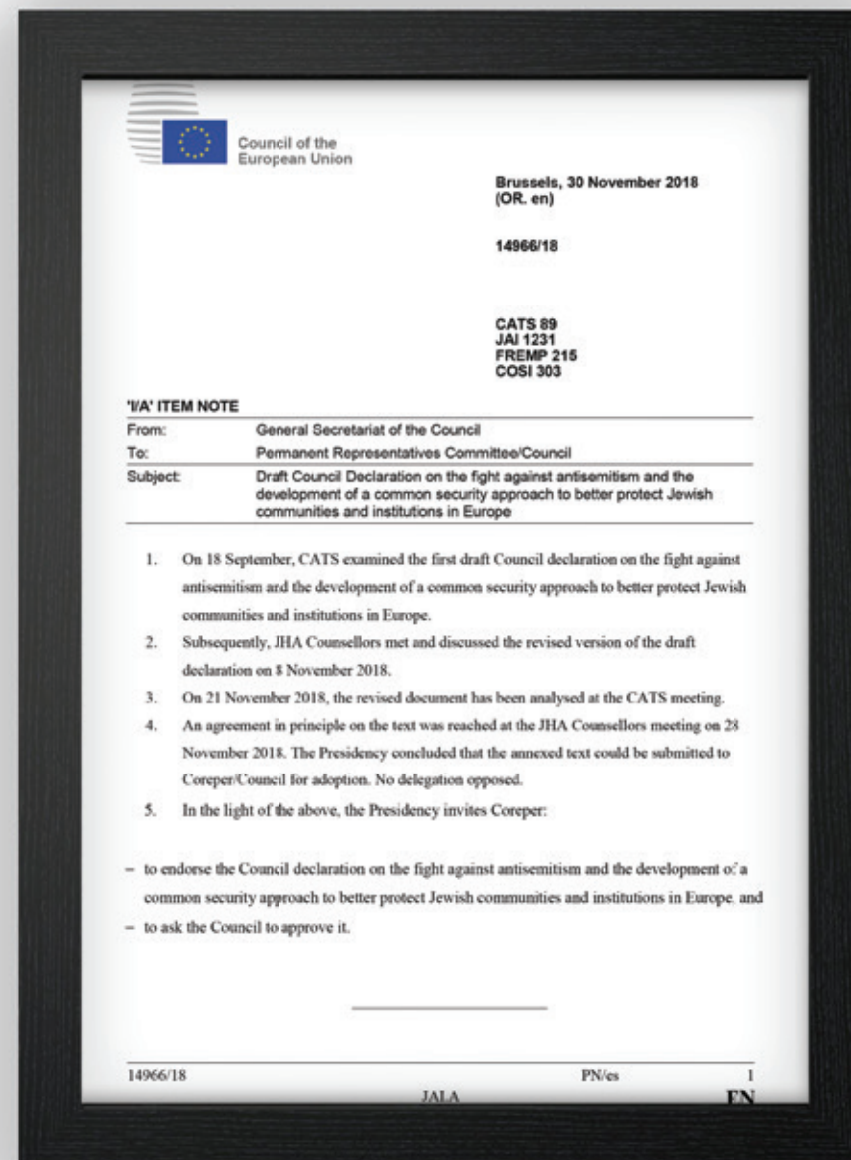 Council of the
European Union
Brussels, 30 November 2018
(OR. en)
14966/18
CATS 89
JAI 1231
FREMP 215
COSI 303
'I/A' ITEM NOTE
From: General Secretariat of the Council
To: Permanent Representatives Committee/Council
Subject: Draft Council Declaration on the fight against antisemitism and the
development of a common security approach to better protect Jewish
communities and institutions in Europe
1. On 18 September, CATS examined the first draft Council declaration on the fight against
antisemitism and the development of a common security approach to better protect Jewish
communities and institutions in Europe.
2. Subsequently, JHA Counsellors met and discussed the revised version of the draft
declaration on 8 November 2018.
3. On 21 November 2018, the revised document has been analysed at the CATS meeting.
4. An agreement in principle on the text was reached at the JHA Counsellors meeting on 28
November 2018. The Presidency concluded that the annexed text could be submitted to
Coreper/Council for adoption. No delegation opposed.
5. In the light of the above, the Presidency invites Coreper:
– to endorse the Council declaration on the fight against antisemitism and the development of a
common security approach to better protect Jewish communities and institutions in Europe, and
– to ask the Council to approve it.
14966/18 PN/es 1
JALA EN